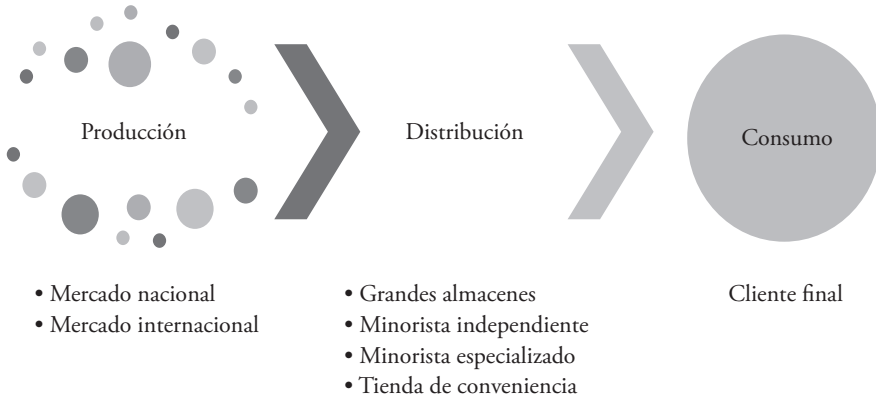 Producción
Distribución
Consumo
• Mercado nacional
• Mercado internacional
• Grandes almacenes
• Minorista independiente
• Minorista especializado
• Tienda de conveniencia
Cliente final